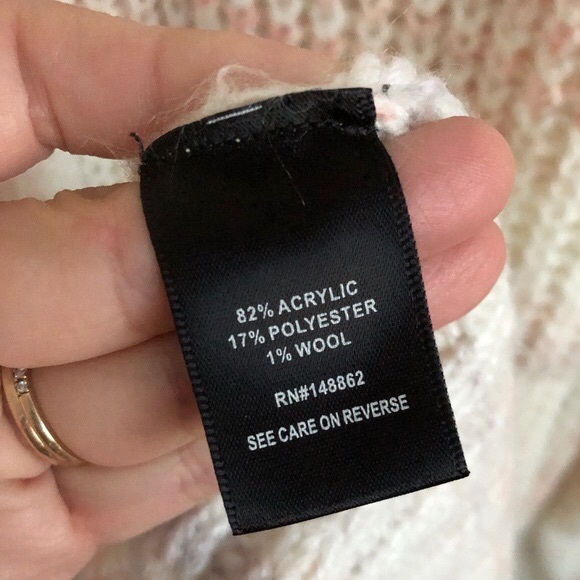 82% ACRYLIC
17% POLYESTER
1% WOOL
RN#148862
SEE CARE ON REVERSE